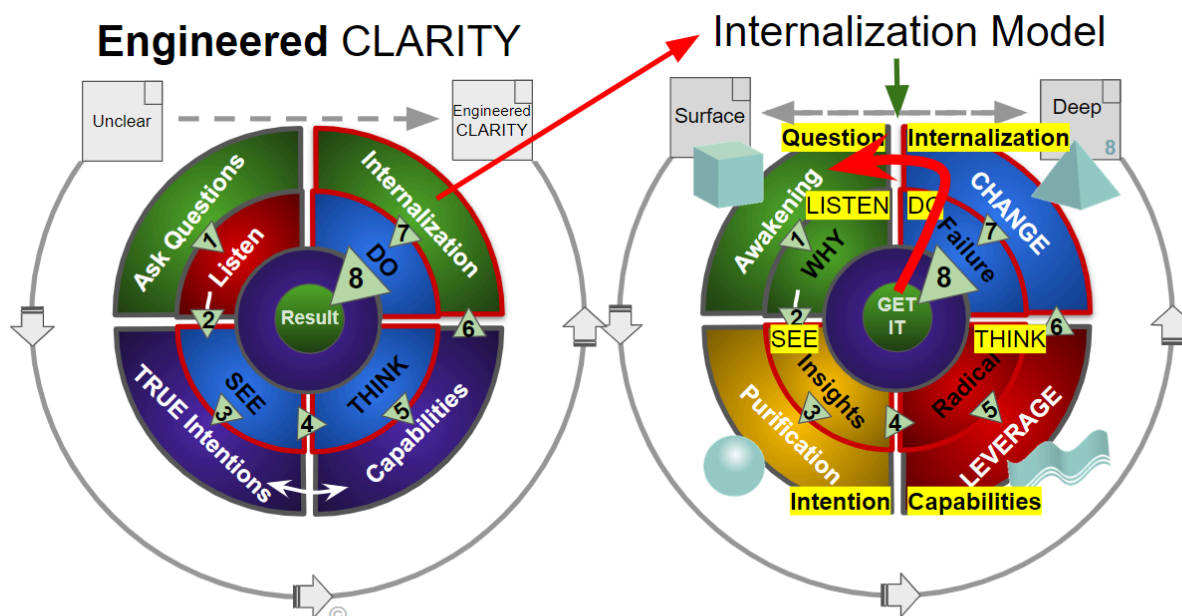 Engineered CLARITY
Unclear
Engineered
CLARITY
Ask Questions
Internalization
Listen
DO
1
7
8
2
Result
6
SEE
THINK
3
4
5
TRUE Intentions
Capabilities
©
Internalization Model
Surface
Deep
8
Question
Internalization
Awakening
CHANGE
LISTEN
DO
1
WHY
Failure
7
8
2
GET
IT
6
SEE
THINK
Insights
Radical
3
4
5
Purification
LEVERAGE
Intention
Capabilities